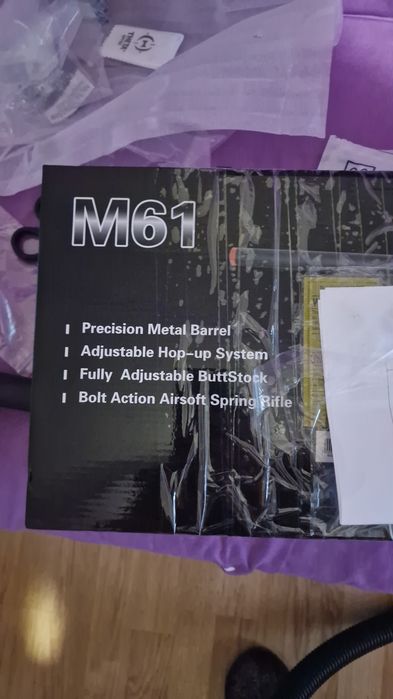 M61
Precision Metal Barrel
Adjustable Hop-up System
Fully Adjustable ButtStock
Bolt Action Airsoft Spring Rifle